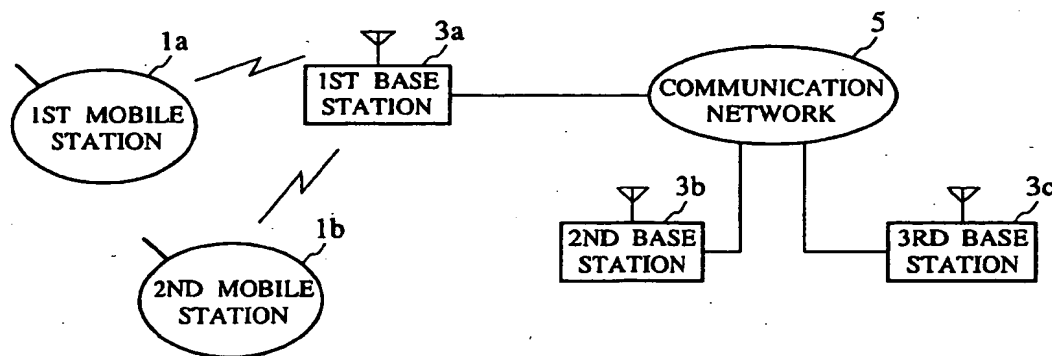 1a
1ST MOBILE
STATION
3a
1ST BASE
STATION
5
COMMUNICATION
NETWORK
1b
2ND MOBILE
STATION
3b
2ND BASE
STATION
3c
3RD BASE
STATION